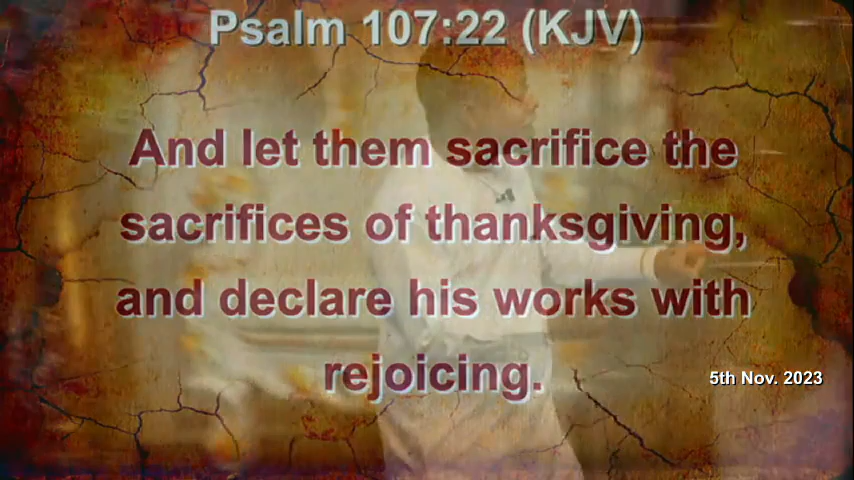 Psalm 107:22 (KJV)
And let them sacrifice the
sacrifices of thanksgiving,
and declare his works with
rejoicing.
5th Nov. 2023